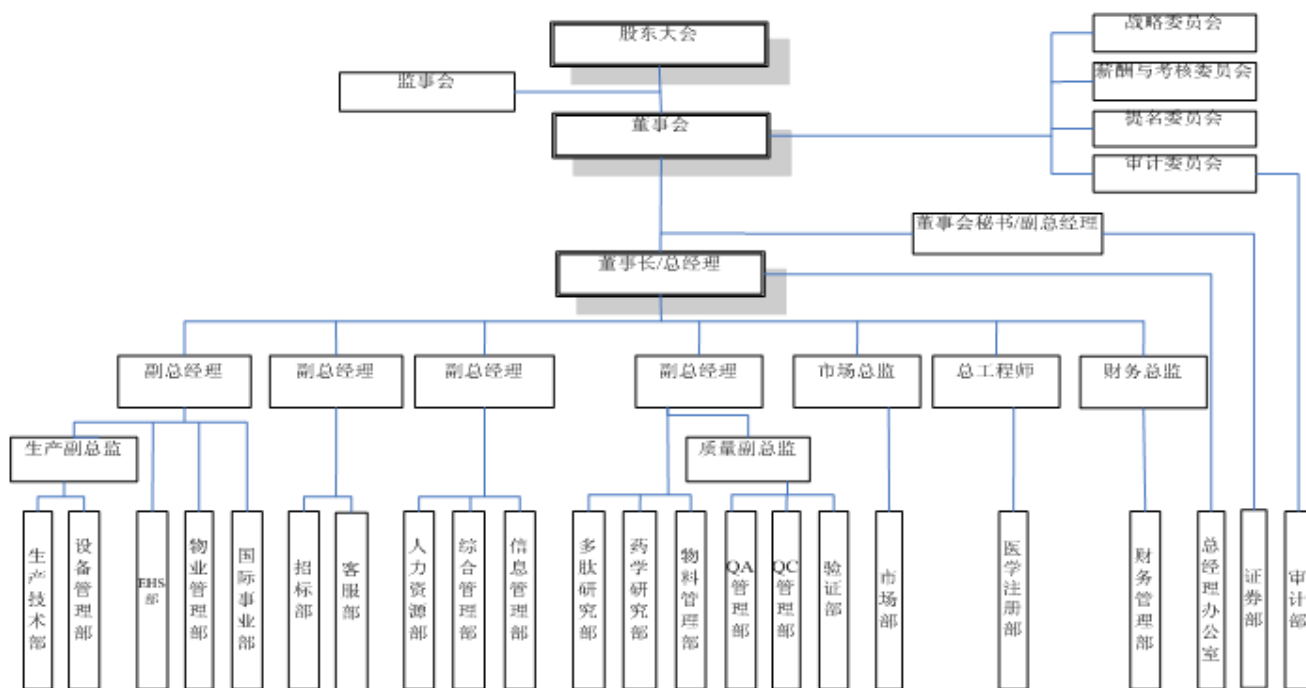 股东大会
战略委员会
监事会
薪酬与考核委员会
董事会
提名委员会
审计委员会
董事会秘书/副总经理
董事长/总经理
副总经理
副总经理
副总经理
副总经理
市场总监
总工程师
财务总监
生产副总监
质量副总监
生产技术部
设备管理部
EHS部
物业管理部
国际事业部
招标部
客服部
人力资源部
综合管理部
信息管理部
多肽研究部
药学研究部
物料管理部
QA管理部
QC管理部
验证部
市场部
医学注册部
财务管理部
总经理办公室
证券部
审计部